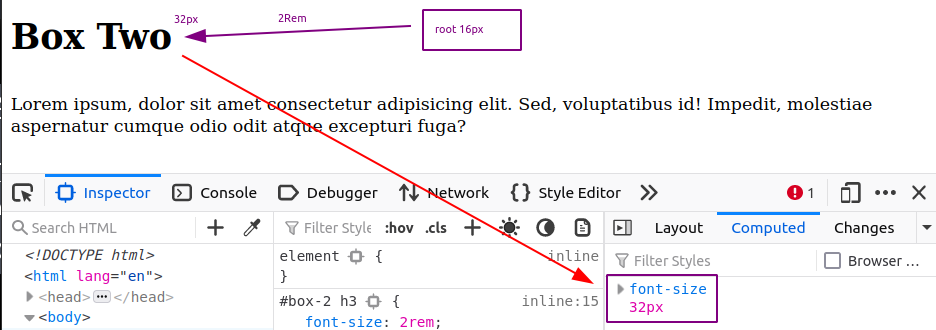 32px
2Rem
root 16px
Box Two
Lorem ipsum, dolor sit amet consectetur adipisicing elit. Sed, voluptatibus id! Impedit, molestiae
aspernatur cumque odio odit atque excepturi fuga?
Inspector Console Debugger Network Style Editor 1
Search HTML
Filter Style :hov .cls
Layout Computed Changes
<!DOCTYPE html>
<html lang="en">
<head> </head>
<body>
element { inline
}
#box-2 h3 { inline:15
font-size: 2rem;
Filter Styles Browser ...
font-size
32px